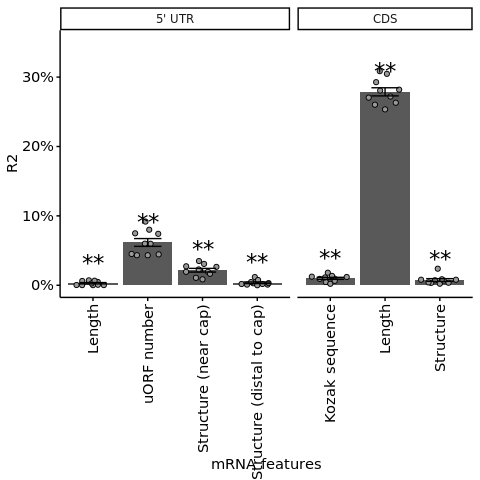 5' UTR
CDS
R2
30%
20%
10%
0%
**
**
**
**
**
**
**
Length
uORF number
Structure (near cap)
Structure (distal to cap)
Kozak sequence
Length
Structure
mRNA features